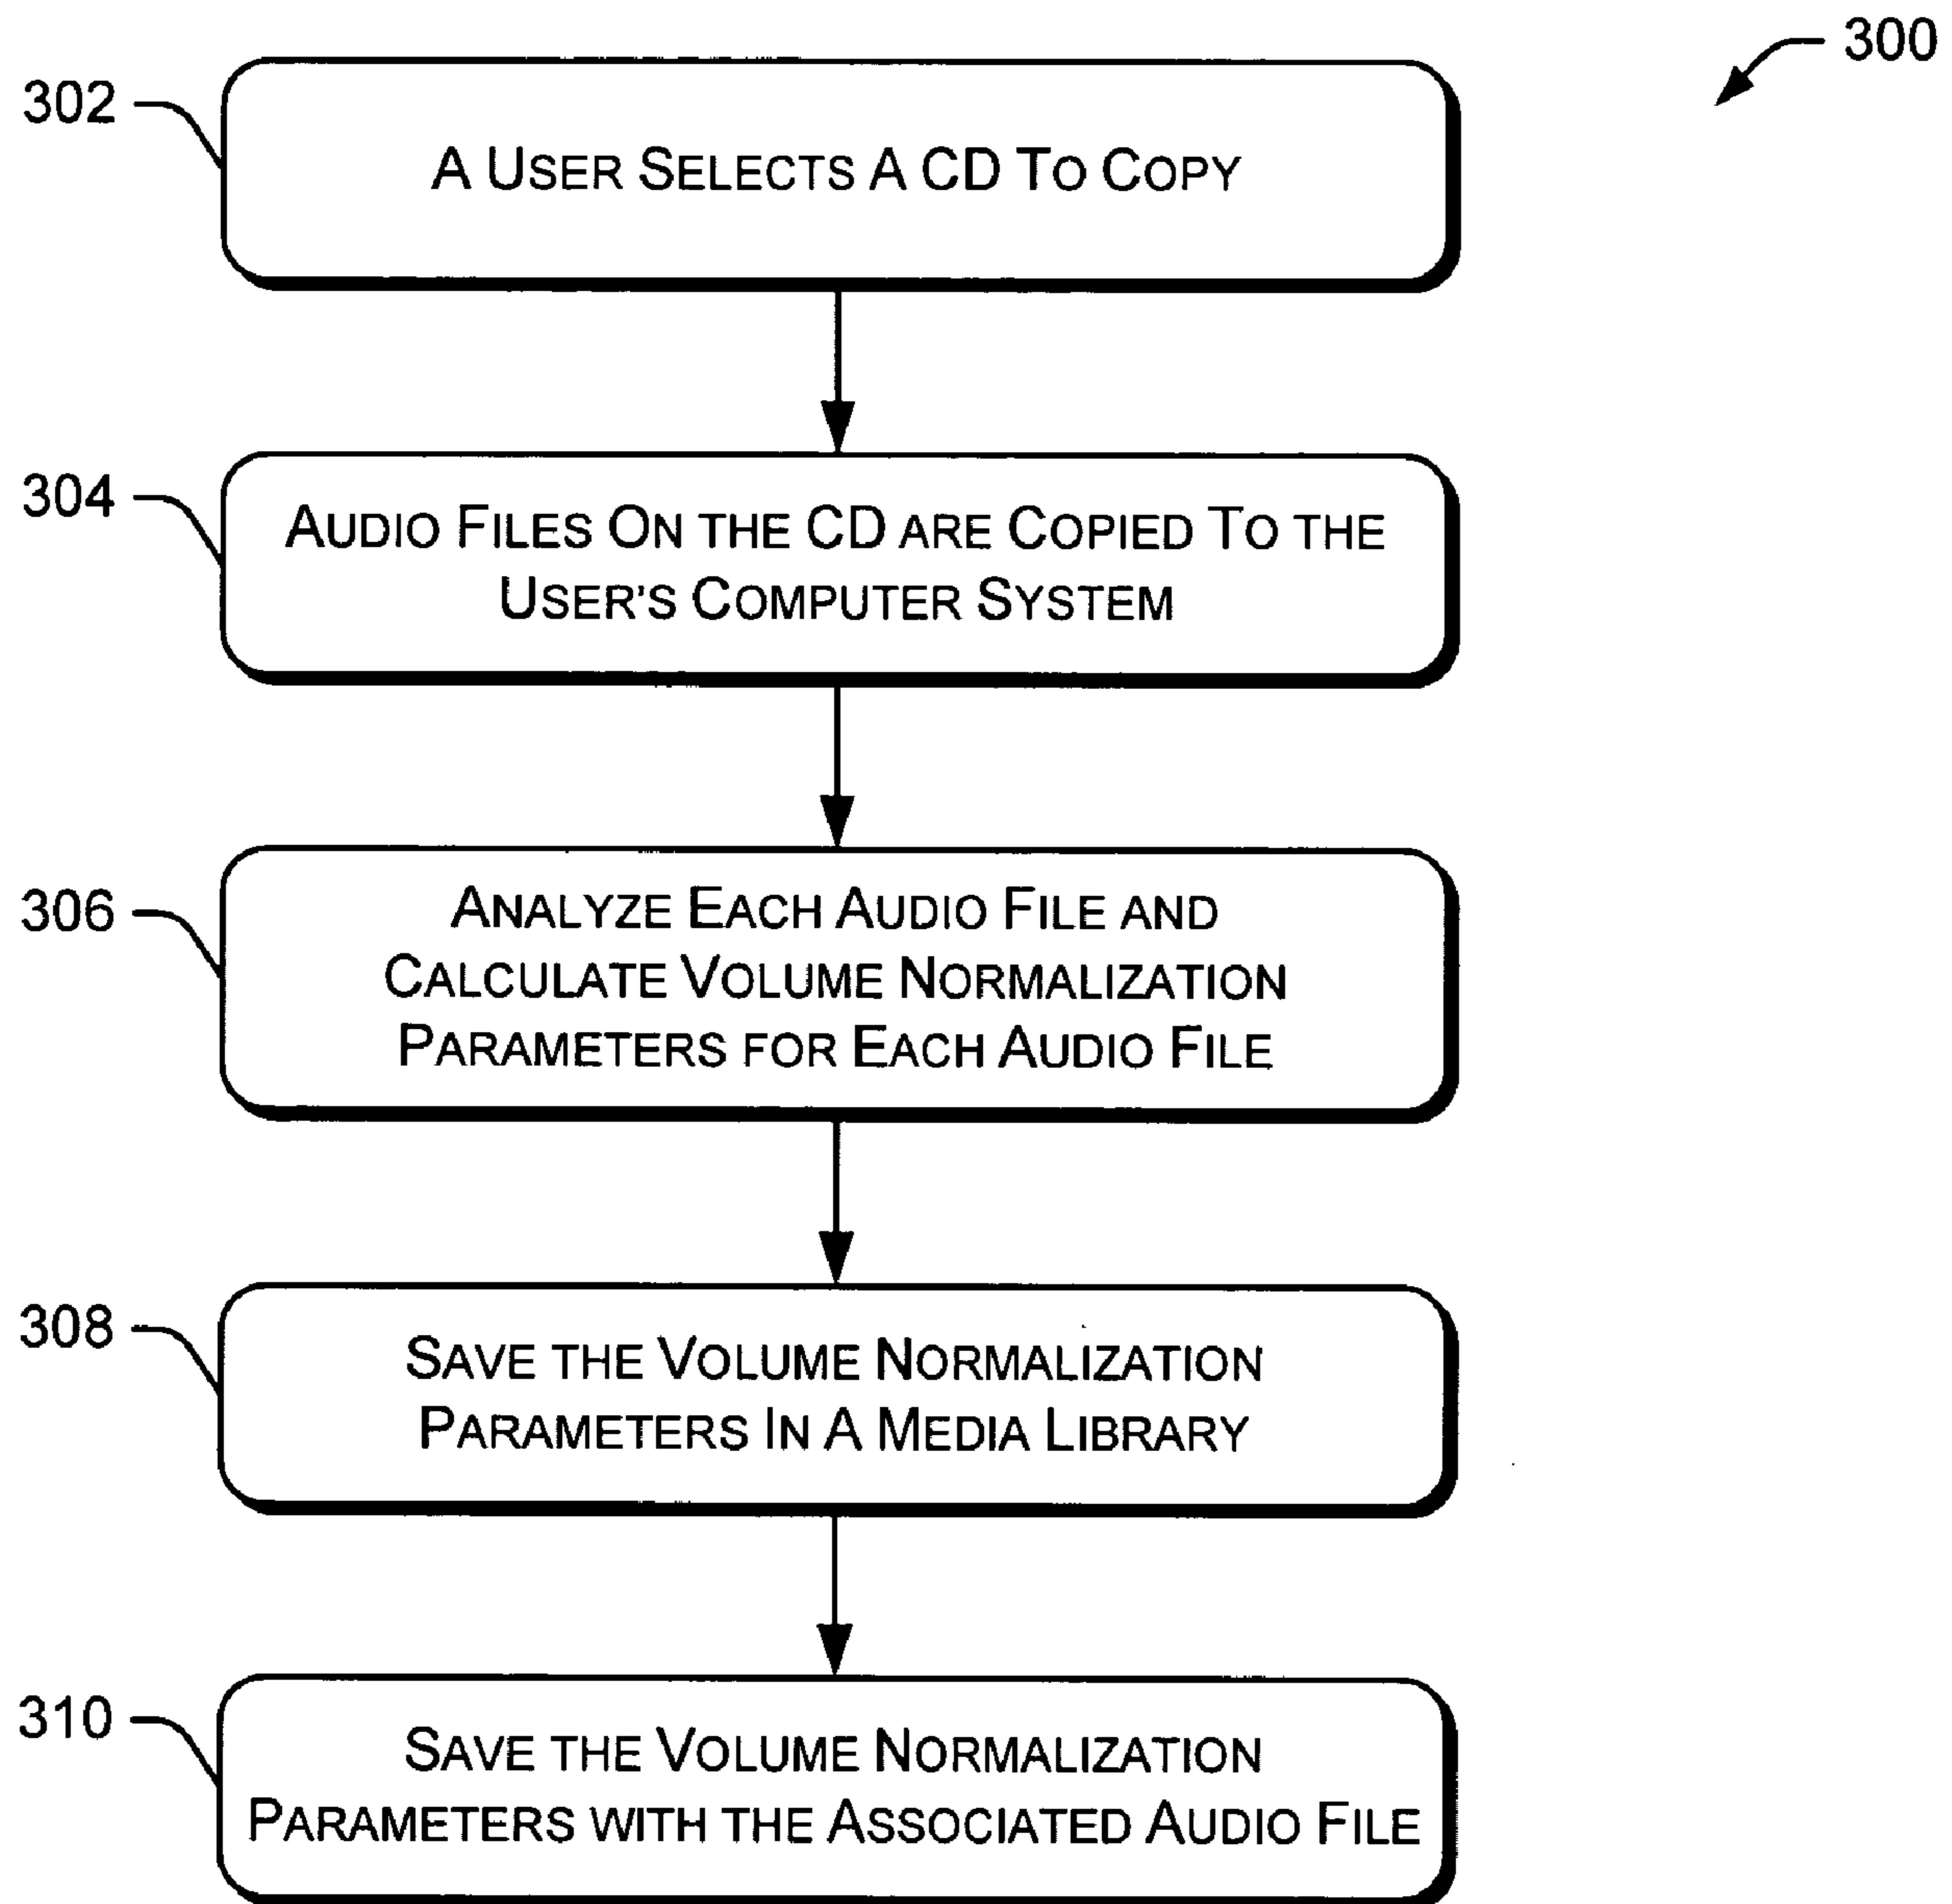 300
302
A USER SELECTS A CD TO COPY
304
AUDIO FILES ON THE CD ARE COPIED TO THE
USER'S COMPUTER SYSTEM
306
ANALYZE EACH AUDIO FILE AND
CALCULATE VOLUME NORMALIZATION
PARAMETERS FOR EACH AUDIO FILE
308
SAVE THE VOLUME NORMALIZATION
PARAMETERS IN A MEDIA LIBRARY
310
SAVE THE VOLUME NORMALIZATION
PARAMETERS WITH THE ASSOCIATED AUDIO FILE